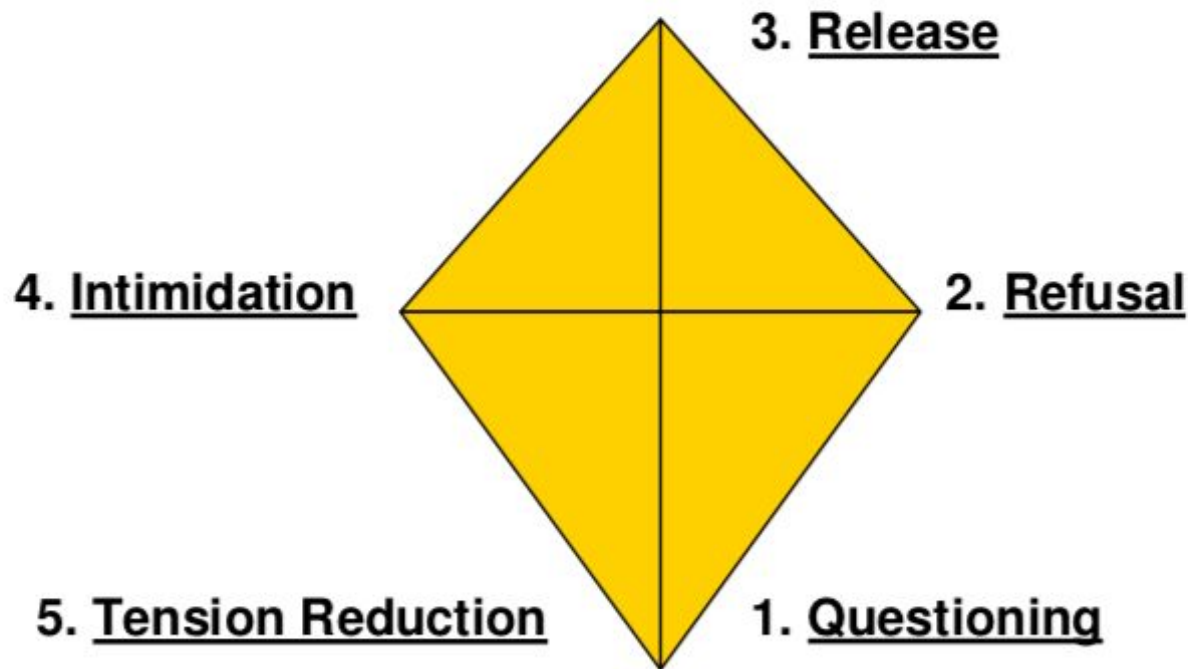 3. Release
4. Intimidation
2. Refusal
5. Tension Reduction
1. Questioning